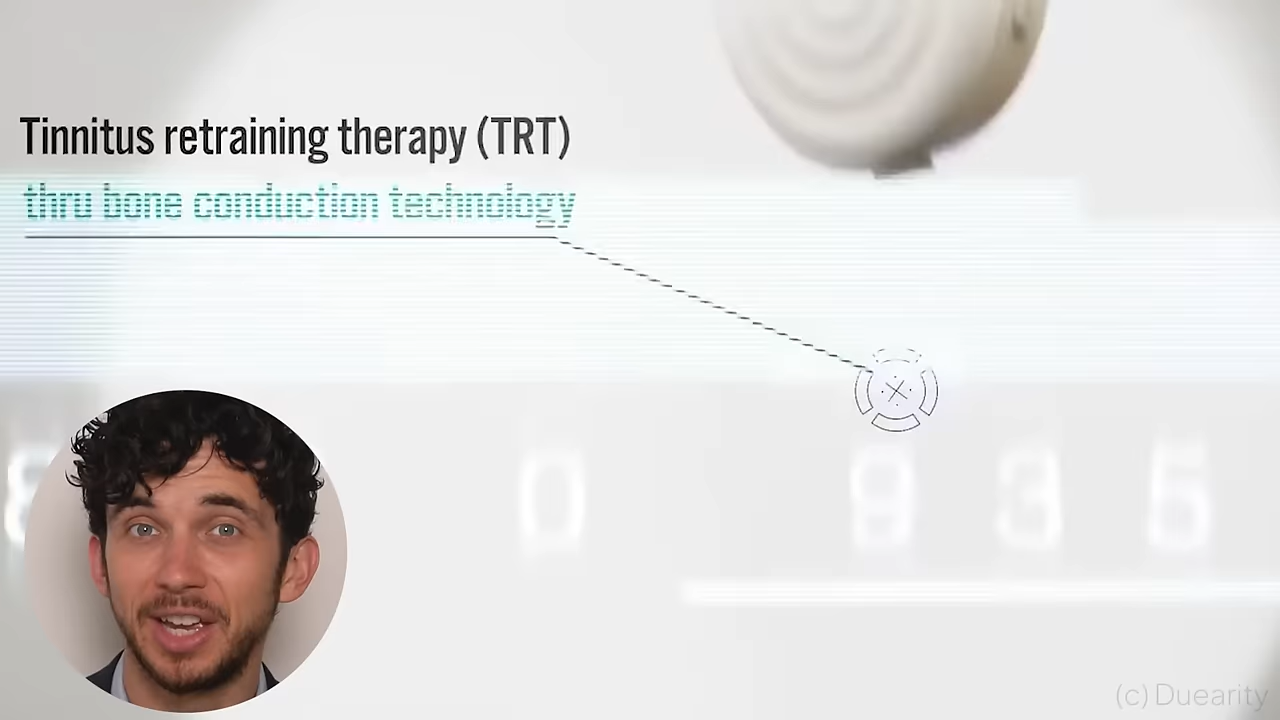 Tinnitus retraining therapy (TRT)
thru bone conduction technology
0 9 3 5
(c) Duearity